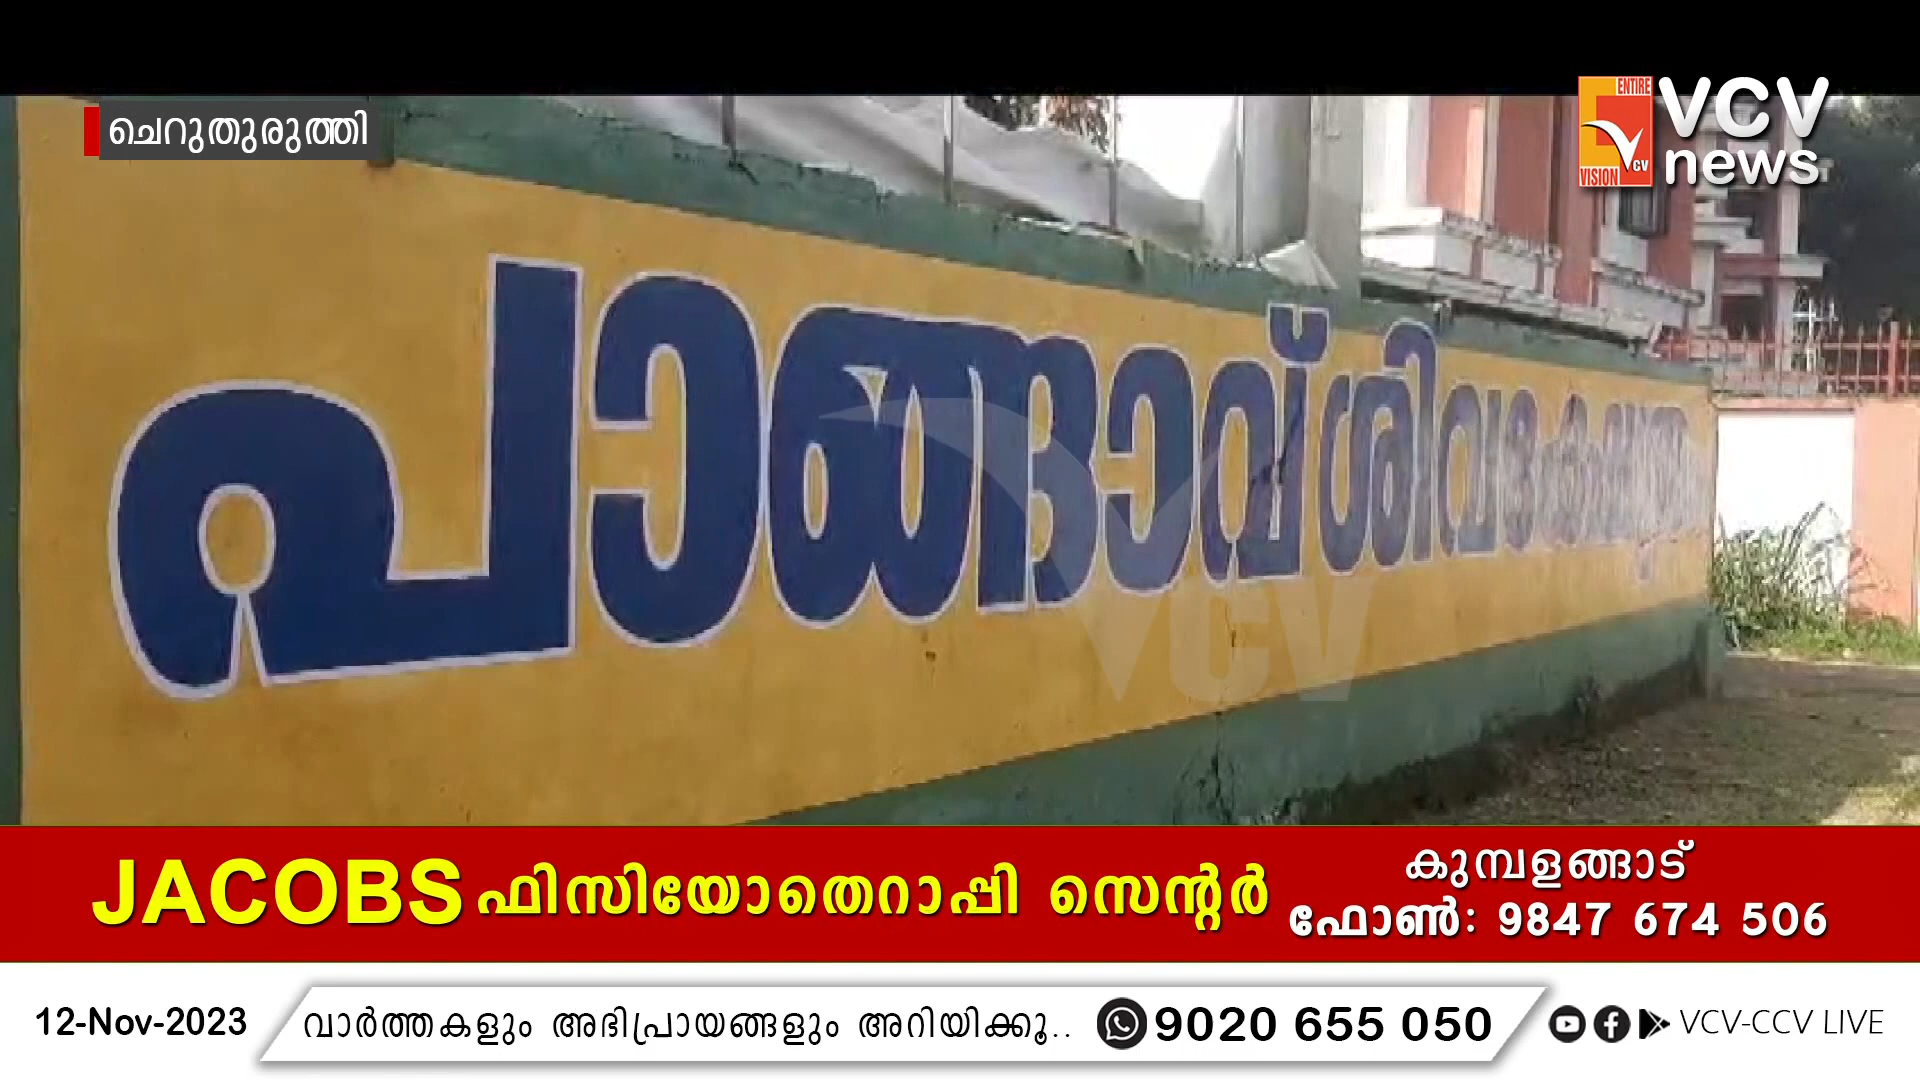 ചെറുതുരുത്തി
ENTIRE
VISION
CV
VCV
news
പാങ്ങാവ് ശിവ
VCV
JACOBS ഫിസിയോതെറാപ്പി സെന്റർ
കുമ്പളങ്ങാട്
ഫോൺ: 9847 674 506
12-Nov-2023
വാർത്തകളും അഭിപ്രായങ്ങളും അറിയിക്കൂ..
9020 655 050
VCV-CCV LIVE